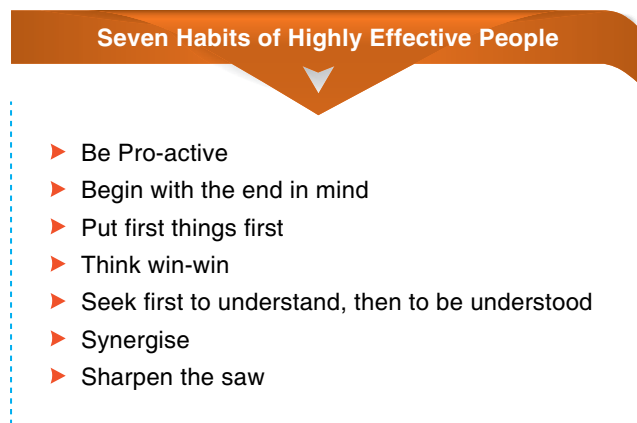 Seven Habits of Highly Effective People
Be Pro-active
Begin with the end in mind
Put first things first
Think win-win
Seek first to understand, then to be understood
Synergise
Sharpen the saw